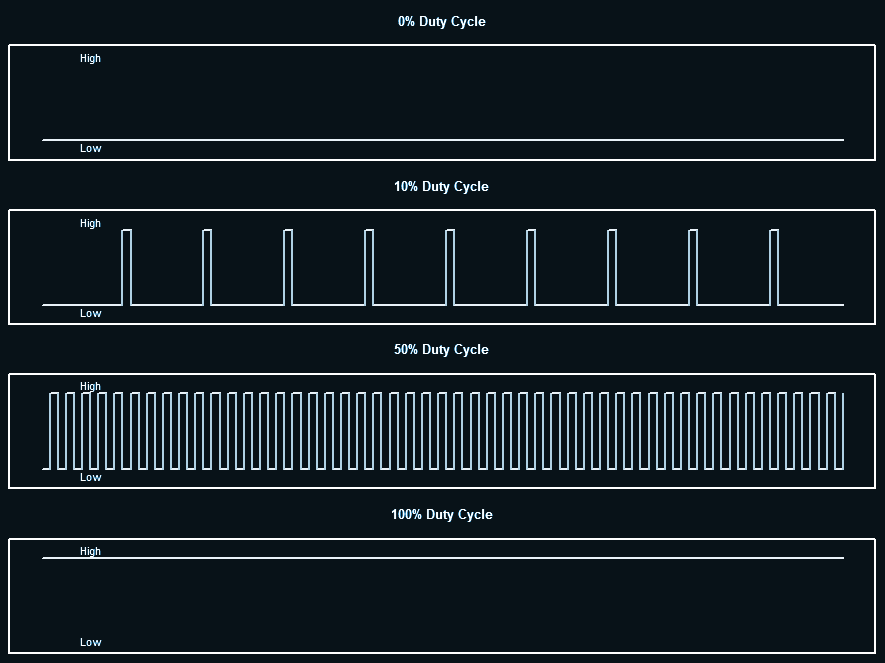 0% Duty Cycle
High
Low
10% Duty Cycle
High
Low
50% Duty Cycle
High
Low
100% Duty Cycle
High
Low